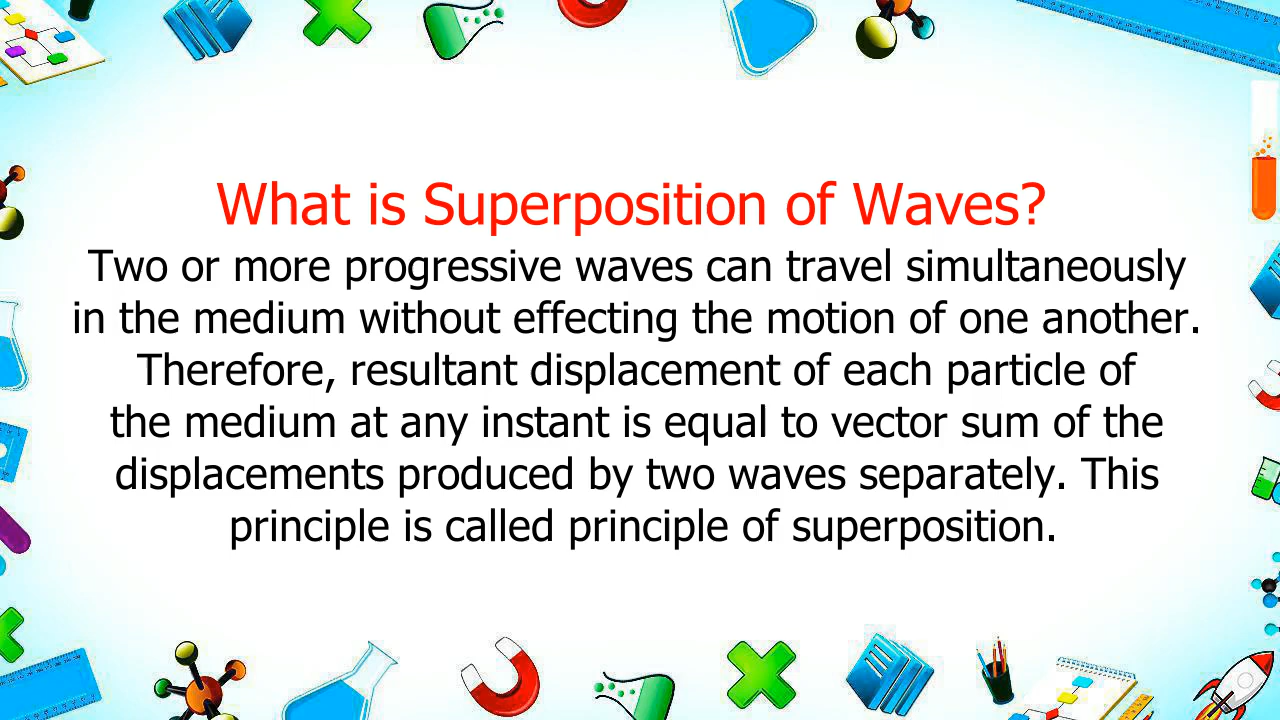 What is Superposition of Waves?
Two or more progressive waves can travel simultaneously
in the medium without effecting the motion of one another.
Therefore, resultant displacement of each particle of
the medium at any instant is equal to vector sum of the
displacements produced by two waves separately. This
principle is called principle of superposition.